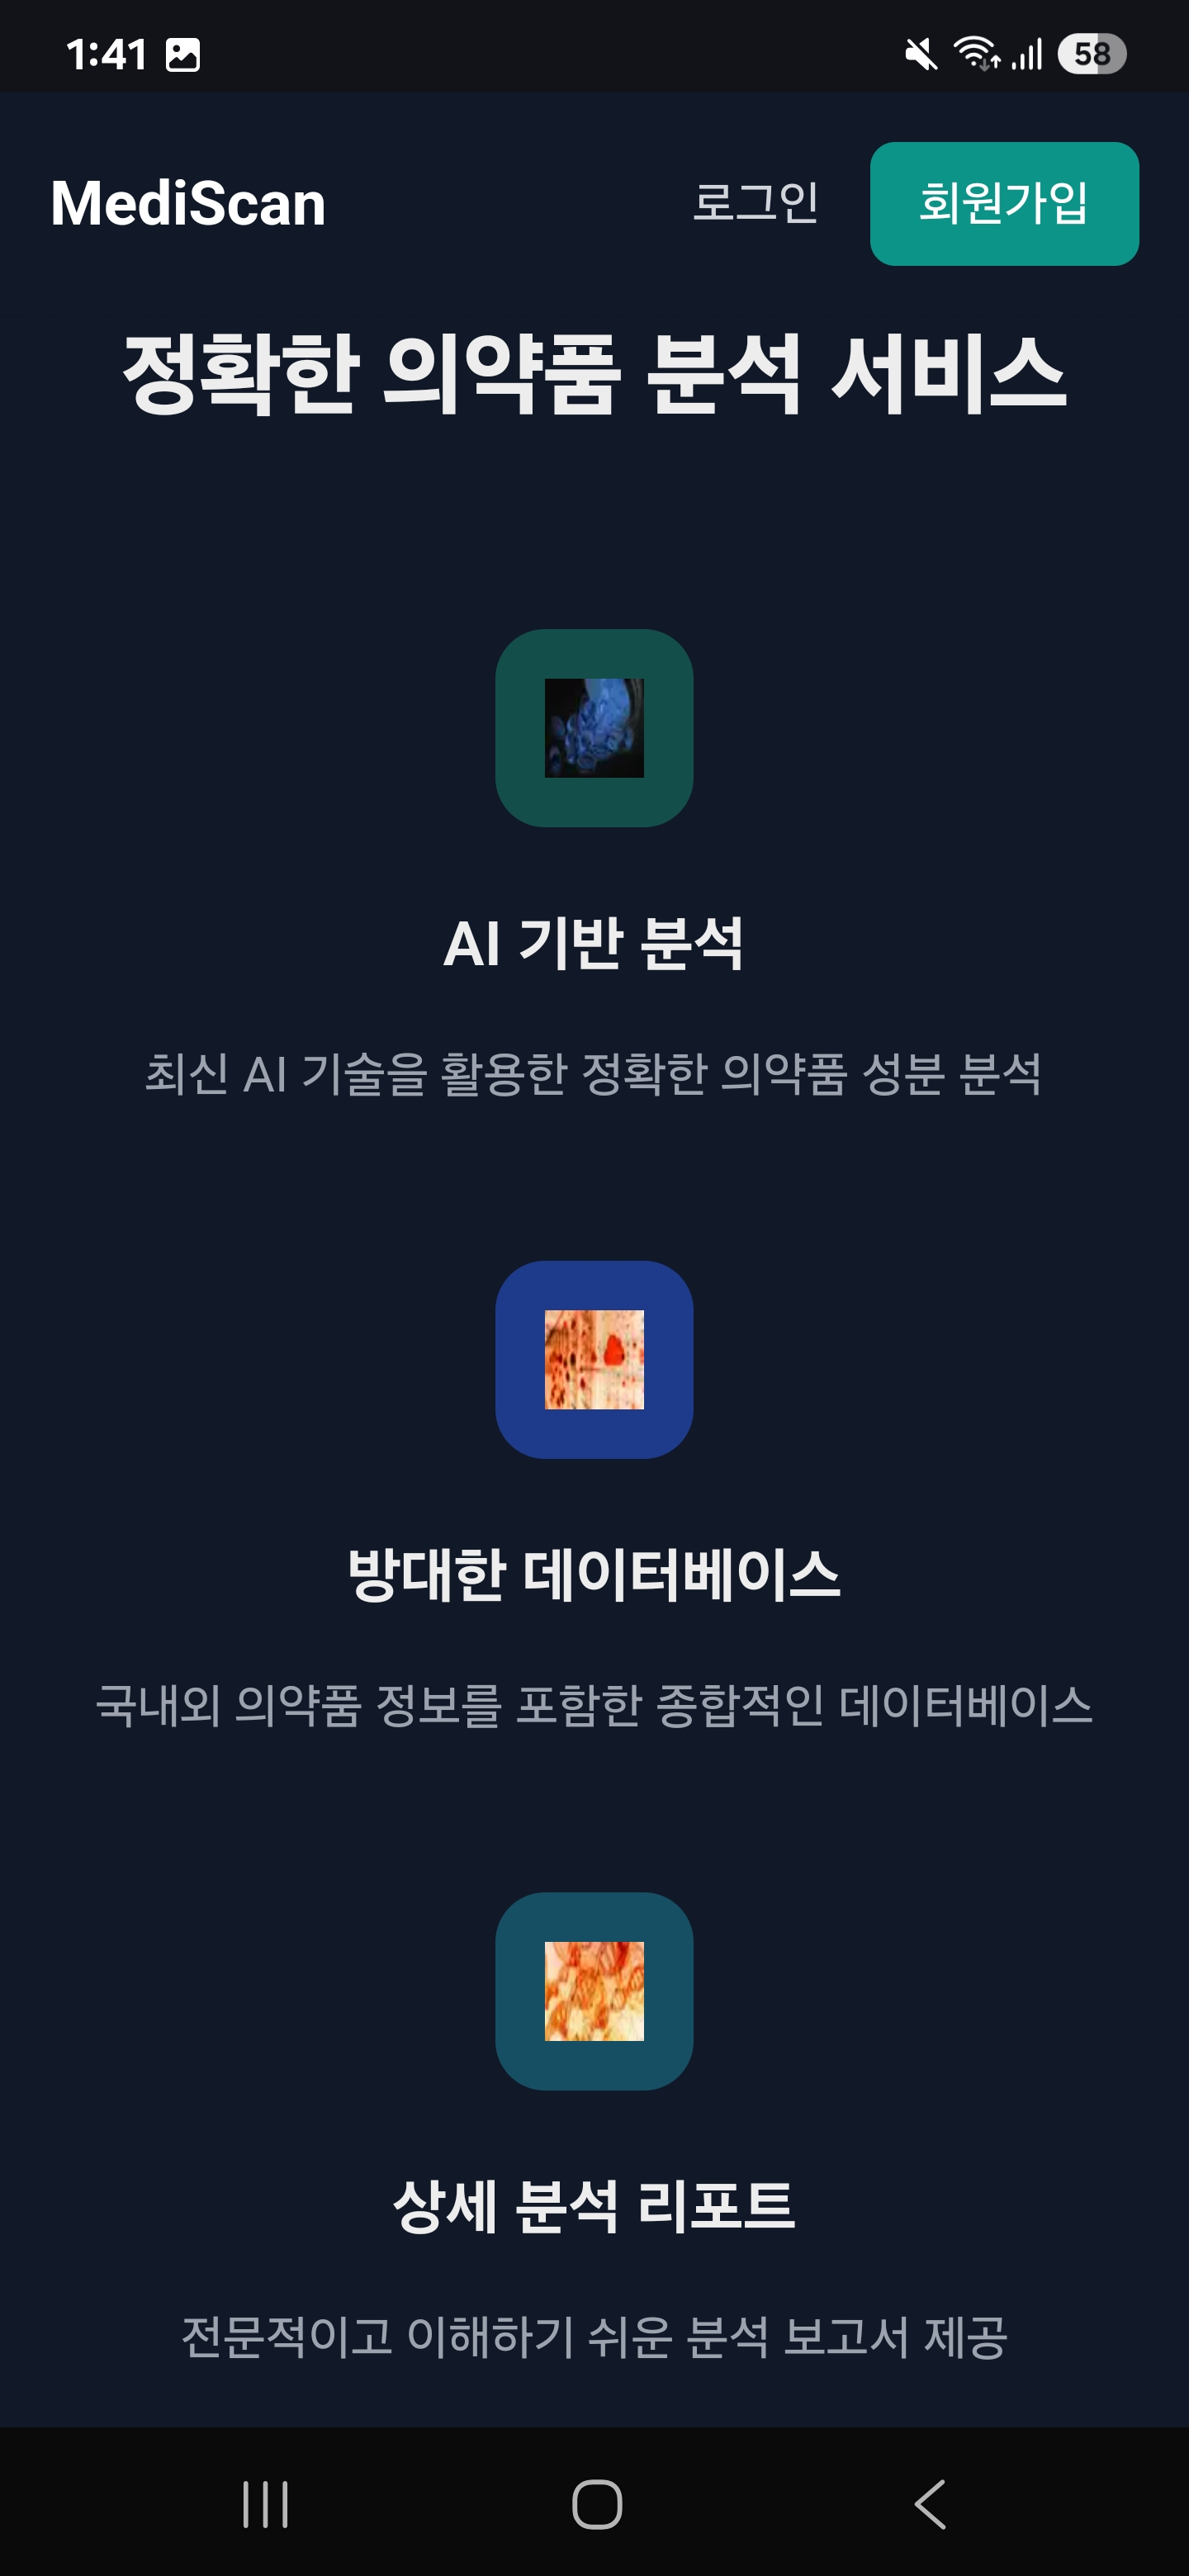 1:41
58
MediScan
로그인
회원가입
정확한 의약품 분석 서비스
AI 기반 분석
최신 AI 기술을 활용한 정확한 의약품 성분 분석
방대한 데이터베이스
국내외 의약품 정보를 포함한 종합적인 데이터베이스
상세 분석 리포트
전문적이고 이해하기 쉬운 분석 보고서 제공